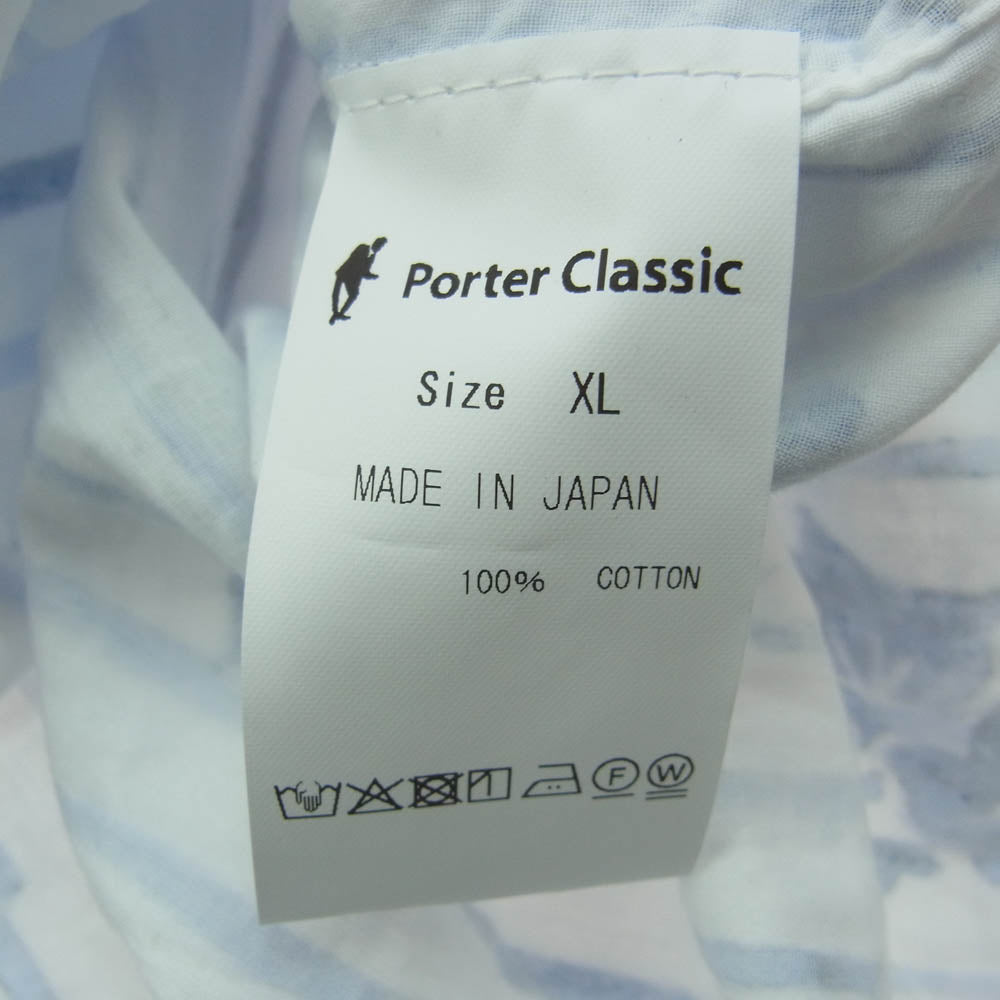 Porter Classic
Size XL
MADE IN JAPAN
100% COTTON
F W